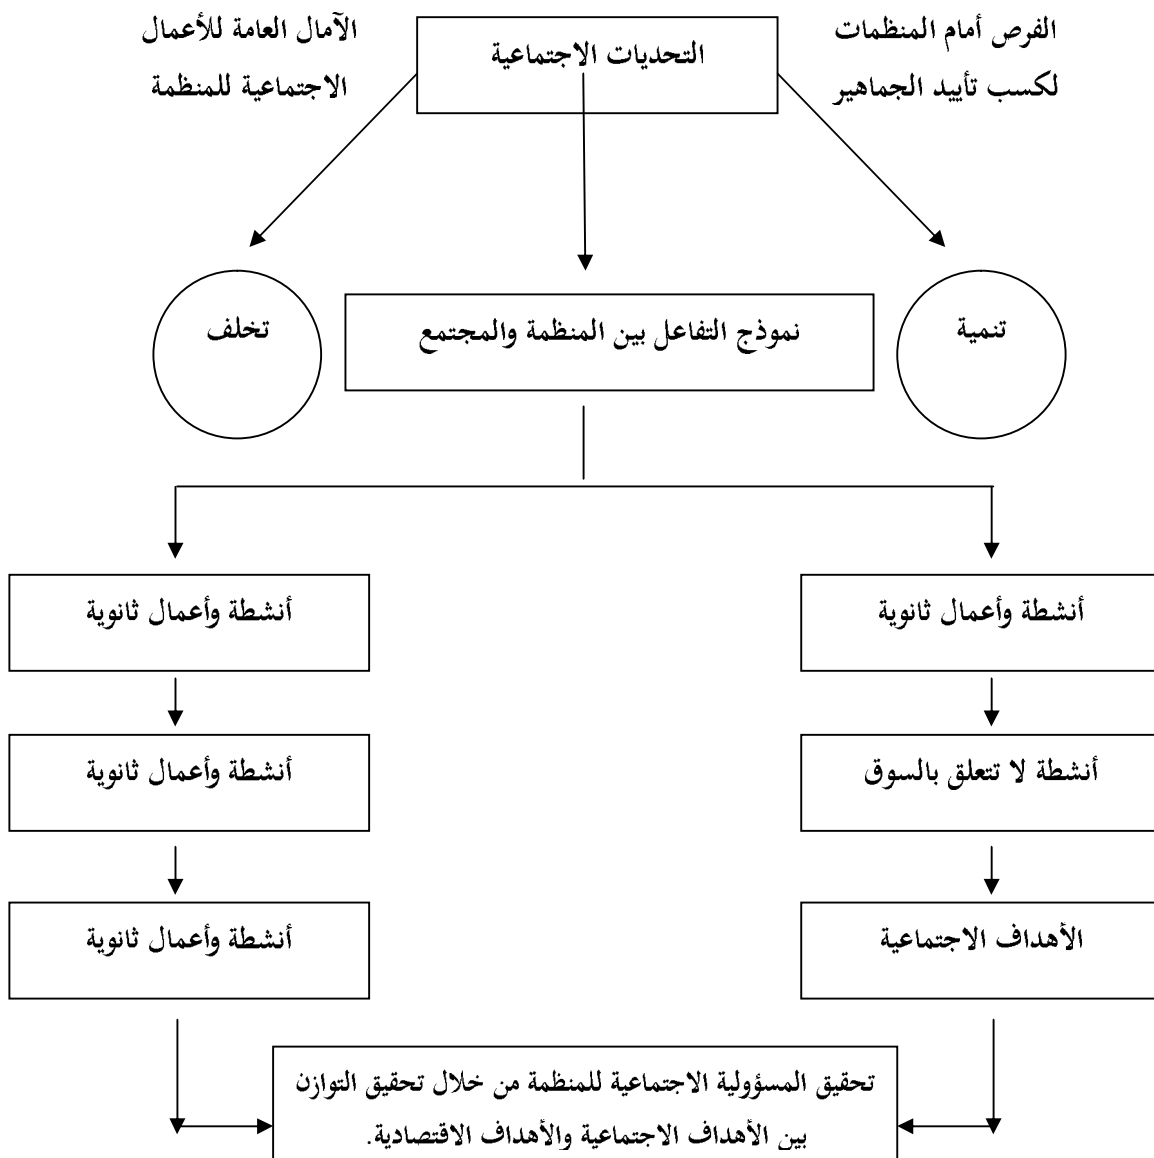 الفرص أمام المنظمات
لكسب تأييد الجماهير
التحديات الاجتماعية
الآمال العامة للأعمال
الاجتماعية للمنظمة
تنمية
نموذج التفاعل بين المنظمة والمجتمع
تخلف
أنشطة وأعمال ثانوية
أنشطة وأعمال ثانوية
أنشطة لا تتعلق بالسوق
أنشطة وأعمال ثانوية
الأهداف الاجتماعية
أنشطة وأعمال ثانوية
تحقيق المسؤولية الاجتماعية للمنظمة من خلال تحقيق التوازن
بين الأهداف الاجتماعية والأهداف الاقتصادية.